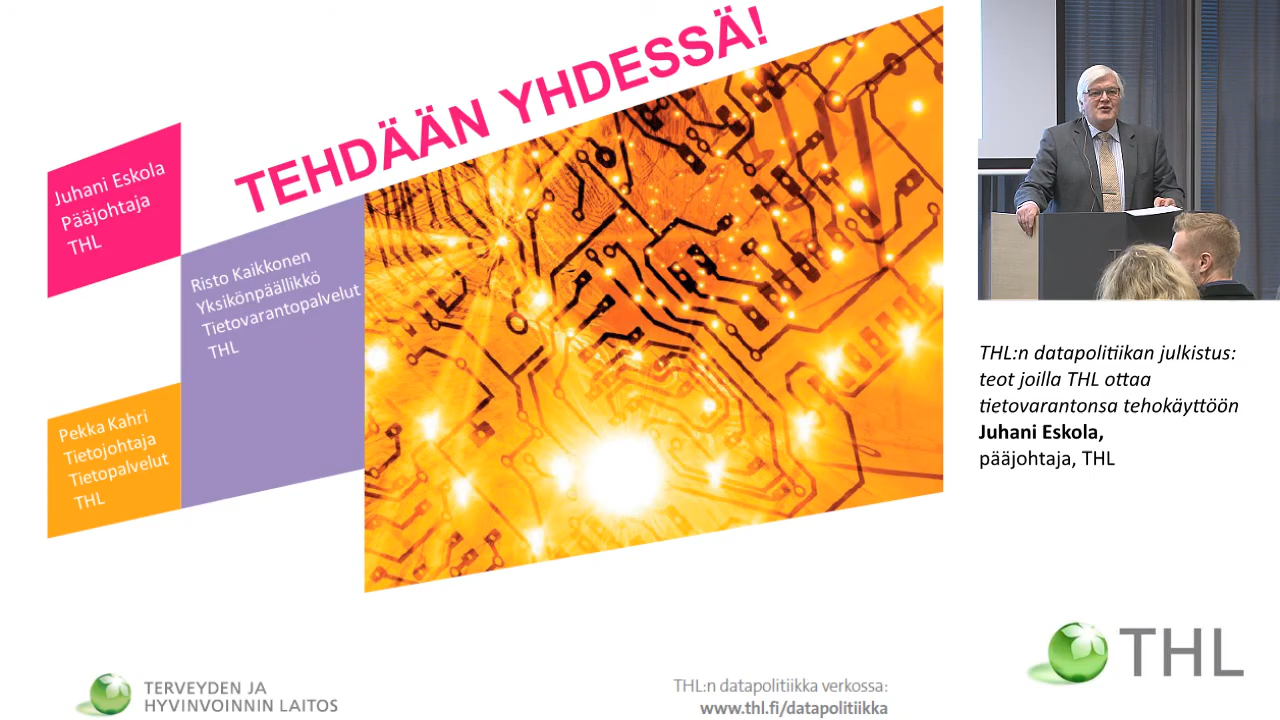 TEHDÄÄN YHDESSÄ!
Juhani Eskola
Pääjohtaja
THL
Risto Kaikkonen
Yksikönpäällikkö
Tietovarantopalvelut
THL
Pekka Kahri
Tietojohtaja
Tietopalvelut
THL
TERVEYDEN JA
HYVINVOINNIN LAITOS
THL:n datapolitiikka verkossa:
www.thl.fi/datapolitiikka
THL:n datapolitiikan julkistus:
teot joilla THL ottaa
tietovarantonsa tehokäyttöön
Juhani Eskola,
pääjohtaja, THL
THL